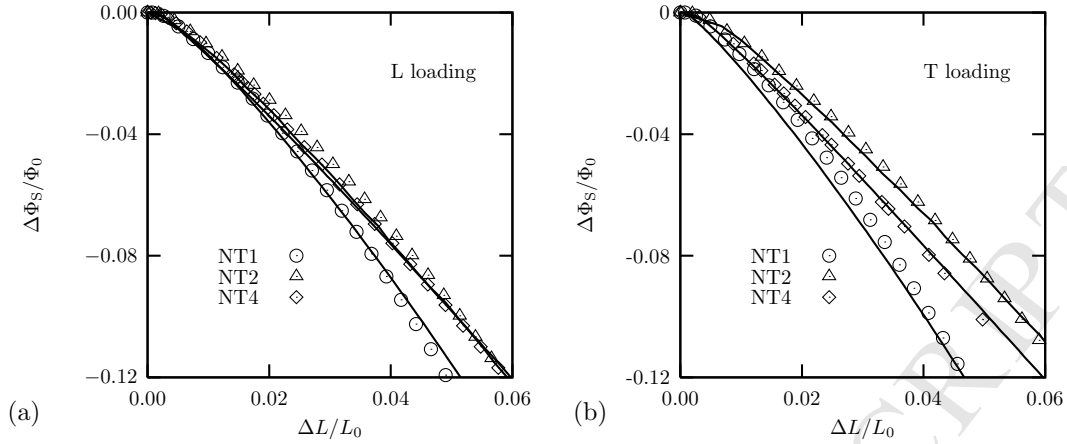 0.00
−0.04
−0.08
−0.12
0.00
0.02
0.04
0.06
ΔΦS/Φ0
ΔL/L0
L loading
NT1
NT2
NT4
(a)
0
-0.04
-0.08
-0.12
0.00
0.02
0.04
0.06
ΔΦS/Φ0
ΔL/L0
T loading
NT1
NT2
NT4
(b)
CRIPT